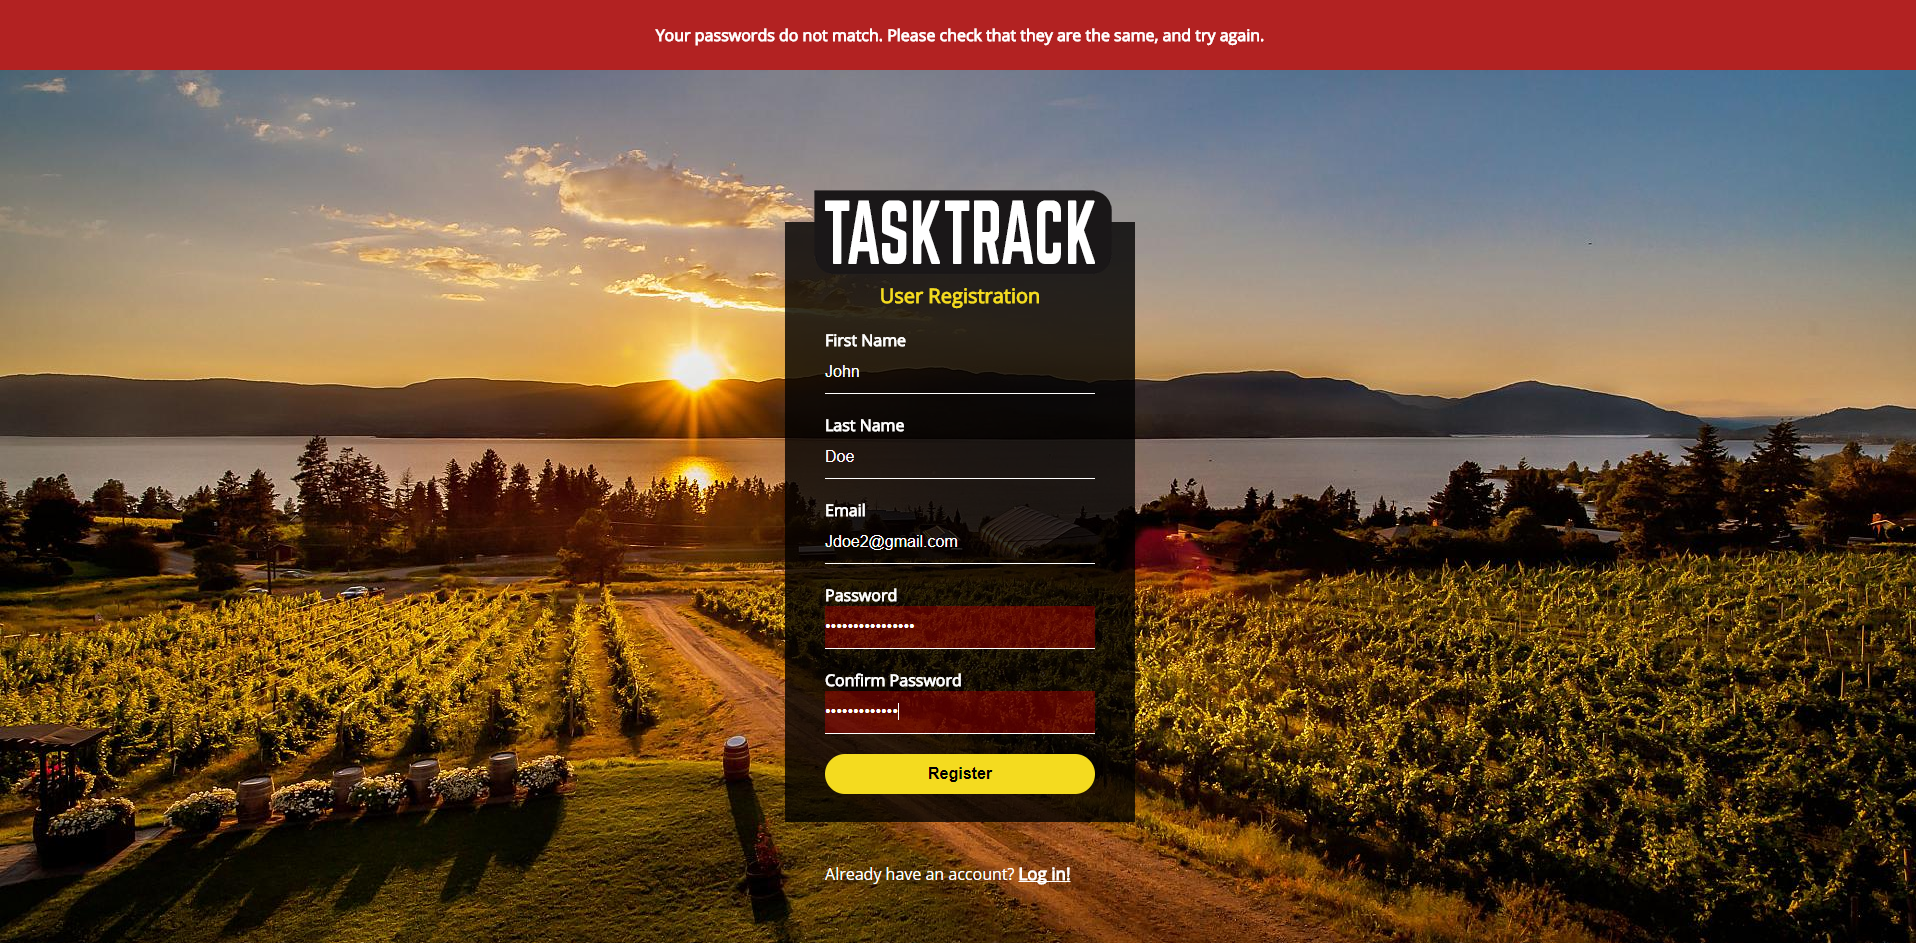 Your passwords do not match. Please check that they are the same, and try again.
TASKTRACK
User Registration
First Name
John
Last Name
Doe
Email
Jdoe2@gmail.com
Password
••••••••••••••••
Confirm Password
•••••••••••••
Register
Already have an account? Log in!